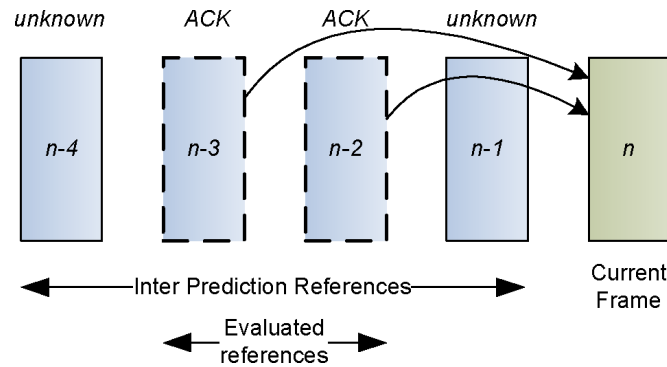 unknown ACK ACK unknown
n-4 n-3 n-2 n-1 n
Inter Prediction References
Current
Frame
Evaluated
references